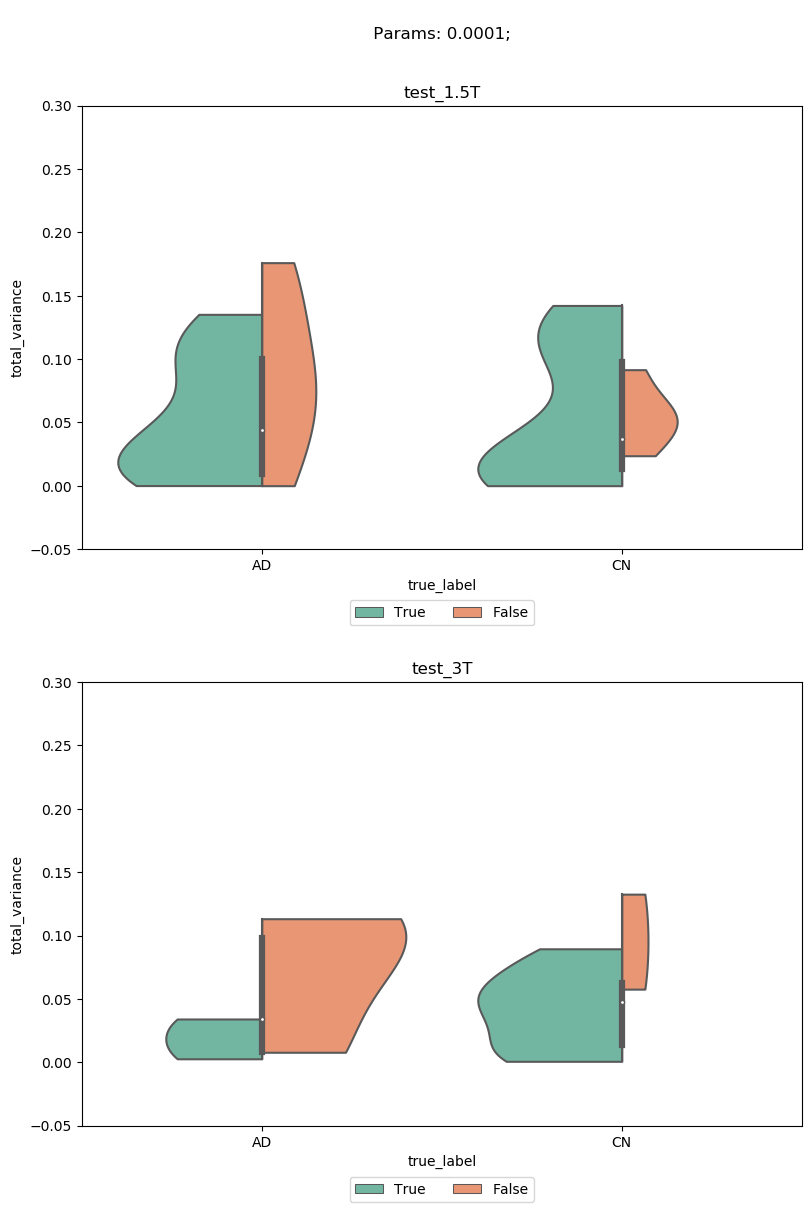 Params: 0.0001;
test_1.5T
0.30
0.25
0.20
0.15
0.10
0.05
0.00
−0.05
total_variance
AD CN
true_label
True False
test_3T
0.30
0.25
0.20
0.15
0.10
0.05
0.00
−0.05
total_variance
AD CN
true_label
True False